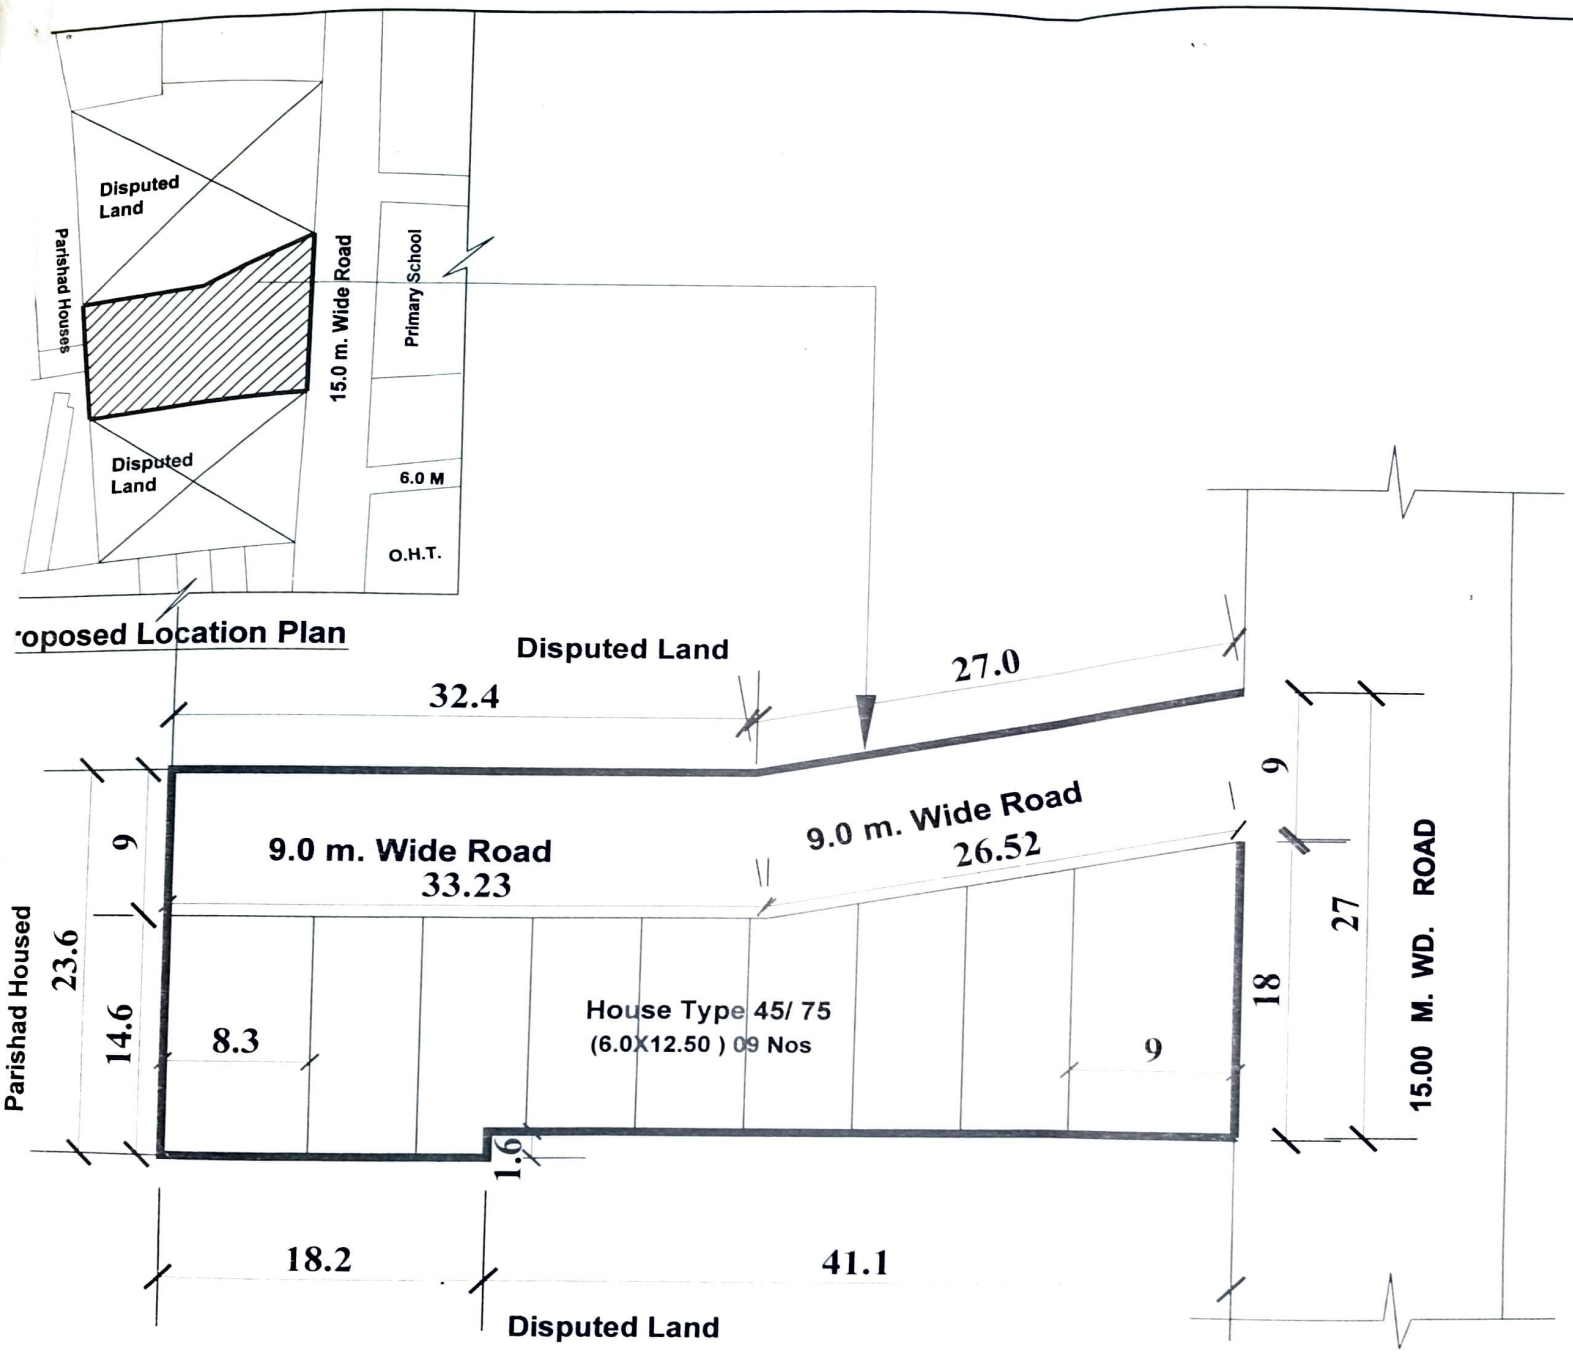 Disputed
Land
Parishad Houses
15.0 m. Wide Road
Primary School
Disputed
Land
6.0 M
O.H.T.
roposed Location Plan
Disputed Land
27.0
32.4
9
9
9.0 m. Wide Road
9.0 m. Wide Road
26.52
33.23
27
15.00 M. WD. ROAD
Parishad Housed
23.6
14.6
18
House Type 45/ 75
(6.0X12.50 ) 09 Nos
8.3
9
1.6
18.2
41.1
Disputed Land